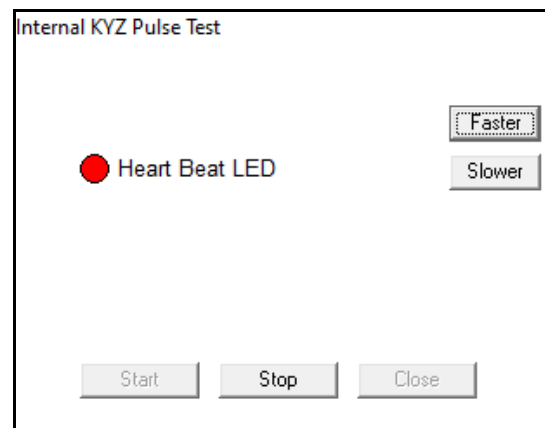 Internal KYZ Pulse Test
Faster
Heart Beat LED
Slower
Start
Stop
Close